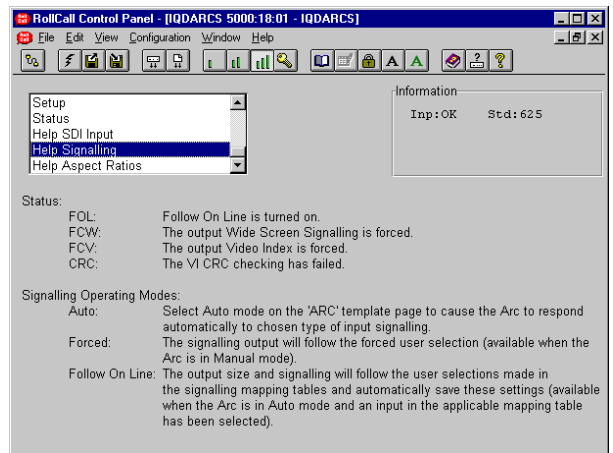 RollCall Control Panel - [IQDARCS 5000:18:01 - IQDARCS]
File Edit View Configuration Window Help
A A
Setup
Status
Help SDI Input
Help Signalling
Help Aspect Ratios
Information
Inp:OK Std:625
Status:
FOL: Follow On Line is turned on.
FCW: The output Wide Screen Signalling is forced.
FCV: The output Video Index is forced.
CRC: The VI CRC checking has failed.
Signalling Operating Modes:
Auto: Select Auto mode on the 'ARC' template page to cause the Arc to respond
automatically to chosen type of input signalling.
Forced: The signalling output will follow the forced user selection (available when the
Arc is in Manual mode).
Follow On Line: The output size and signalling will follow the user selections made in
the signalling mapping tables and automatically save these settings (available
when the Arc is in Auto mode and an input in the applicable mapping table
has been selected).